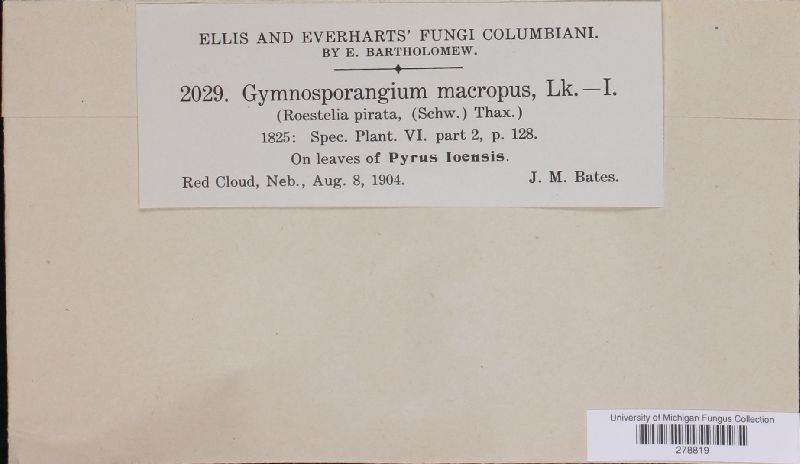 ELLIS AND EVERHARTS' FUNGI COLUMBIANI.
BY E. BARTHOLOMEW.
2029. Gymnosporangium macropus, Lk.—I.
(Roestelia pirata, (Schw.) Thax.)
1825: Spec. Plant. VI. part 2, p. 128.
On leaves of Pyrus Ioensis.
Red Cloud, Neb., Aug. 8, 1904. J. M. Bates.
University of Michigan Fungus Collection
278819